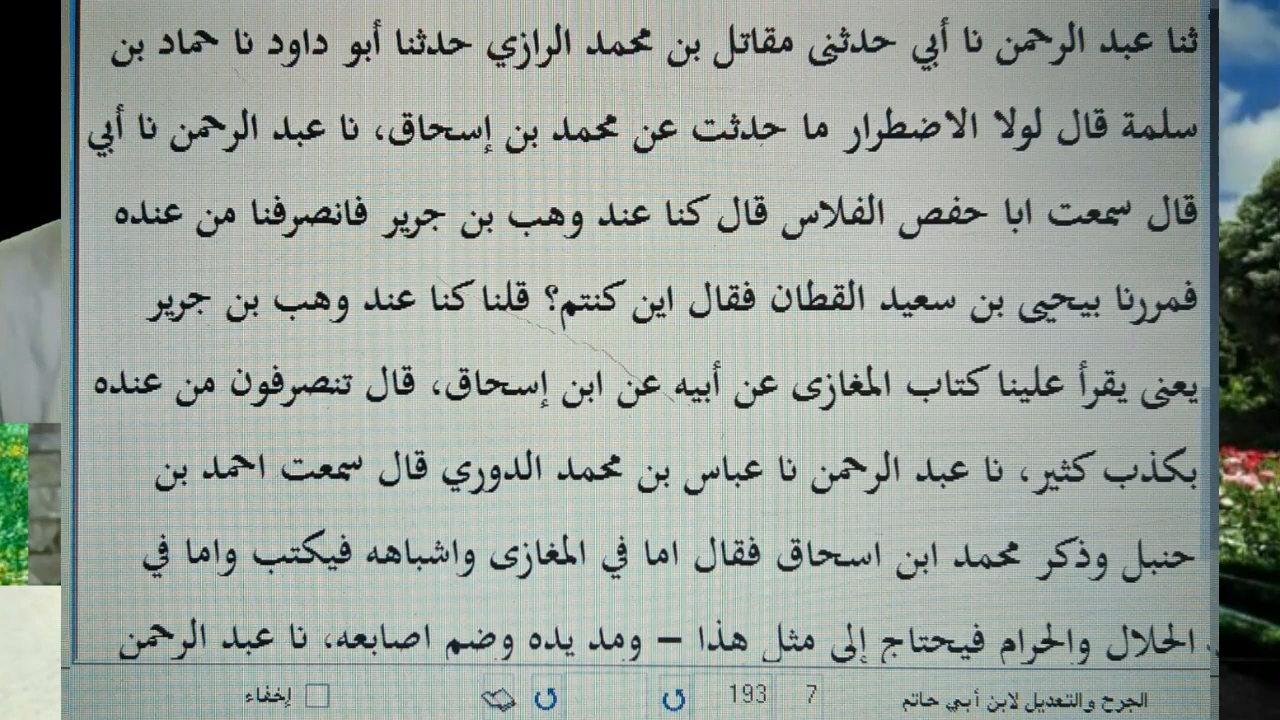 ثنا عبد الرحمن نا أبي حدثنى مقاتل بن محمد الرازي حدثنا أبو داود نا حماد بن
سلمة قال لولا الاضطرار ما حدثت عن محمد بن إسحاق، نا عبد الرحمن نا أبي
قال سمعت ابا حفص الفلاس قال كنا عند وهب بن جرير فانصرفنا من عنده
فمررنا بيحيى بن سعيد القطان فقال اين كنتم؟ قلنا كنا عند وهب بن جرير
يعنى يقرأ علينا كتاب المغازى عن أبيه عن ابن إسحاق، قال تنصرفون من عنده
بكذب كثير، نا عبد الرحمن نا عباس بن محمد الدوري قال سمعت احمد بن
حنبل وذكر محمد ابن اسحاق فقال اما في المغازى واشباهه فيكتب واما في
الحلال والحرام فيحتاج إلى مثل هذا – ومد يده وضم اصابعه، نا عبد الرحمن
الجرح والتعديل لابن أبي حاتم 7 193 إخفاء